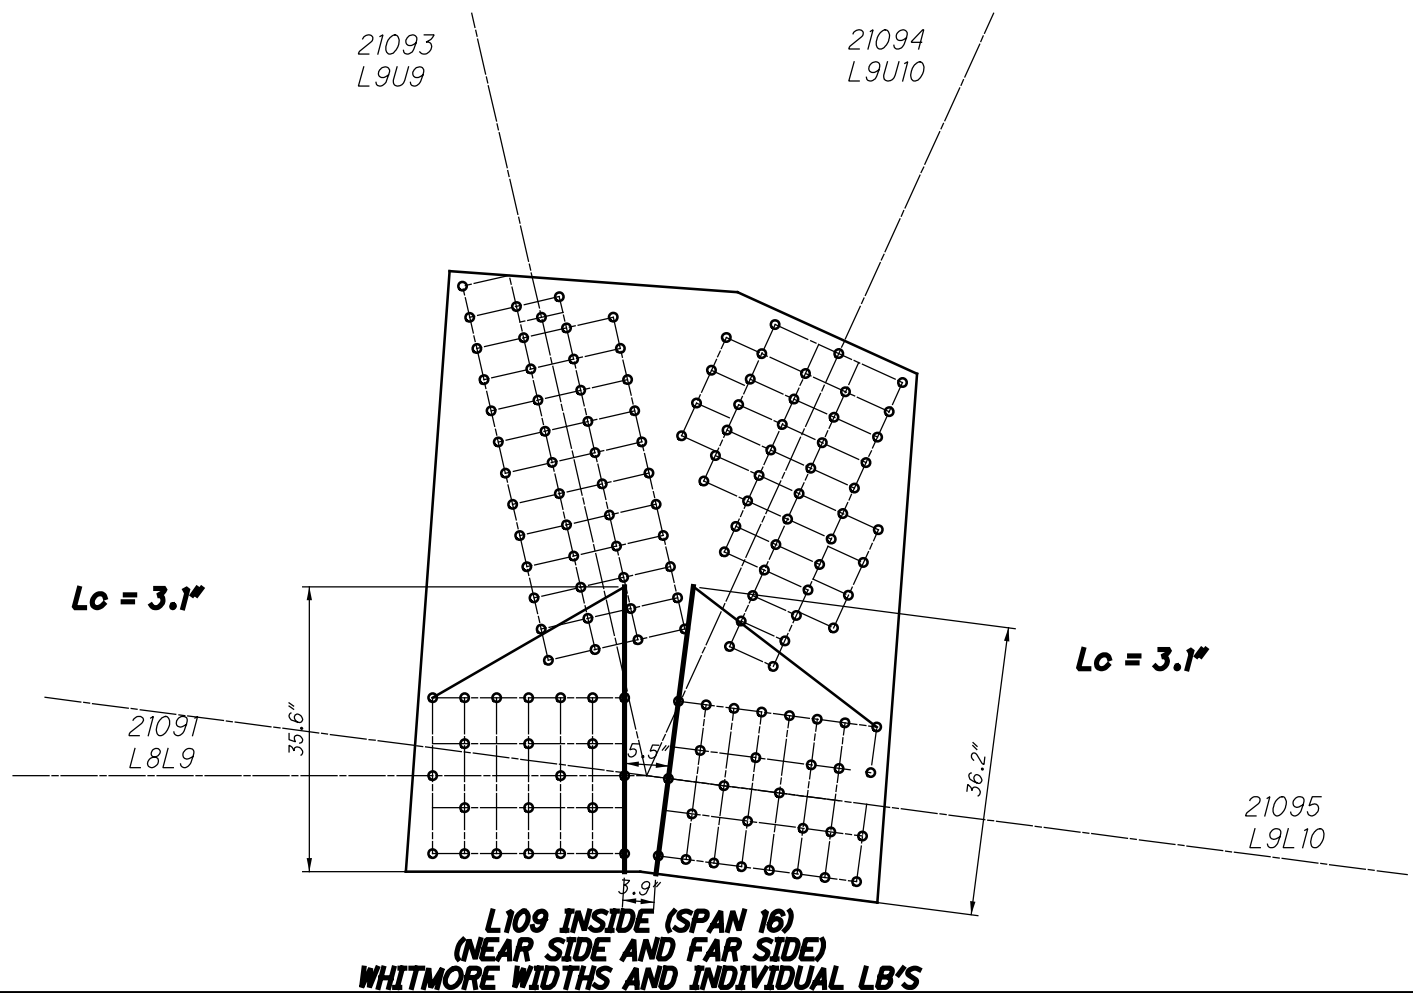 21093
L9U9
21094
L9U10
Lc = 3.1"
Lc = 3.1"
35.6"
21091
L8L9
5.5"
36.2"
21095
L9L10
3.9"
L109 INSIDE (SPAN 16)
(NEAR SIDE AND FAR SIDE)
WHITMORE WIDTHS AND INDIVIDUAL LB'S